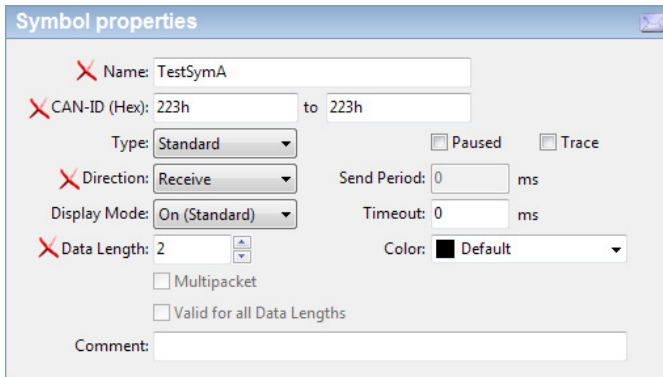 Symbol properties
Name: TestSymA
CAN-ID (Hex): 223h to 223h
Type: Standard Paused Trace
Direction: Receive Send Period: 0 ms
Display Mode: On (Standard) Timeout: 0 ms
Data Length: 2 Color: Default
Multipacket
Valid for all Data Lengths
Comment: